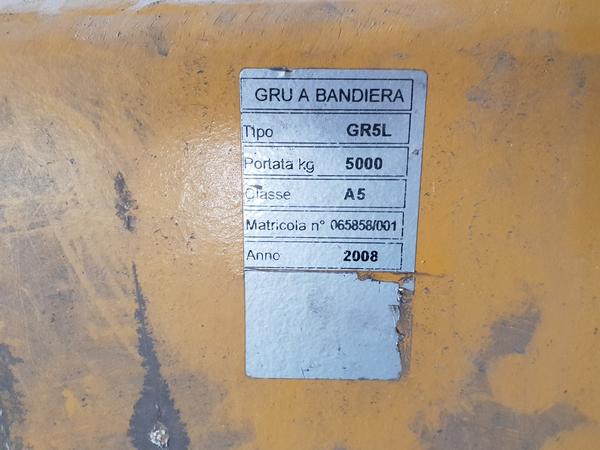 GRU A BANDIERA
Tipo GR5L
Portata kg 5000
Classe A5
Matricola n° 065858/001
Anno 2008